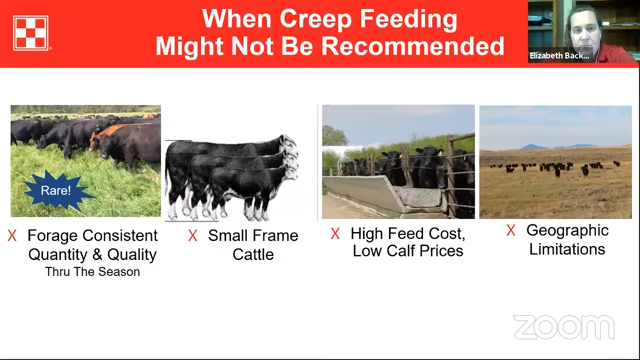 When Creep Feeding
Might Not Be Recommended
Elizabeth Back...
Rare!
X Forage Consistent
Quantity & Quality
Thru The Season
X Small Frame
Cattle
X High Feed Cost,
Low Calf Prices
X Geographic
Limitations
zoom